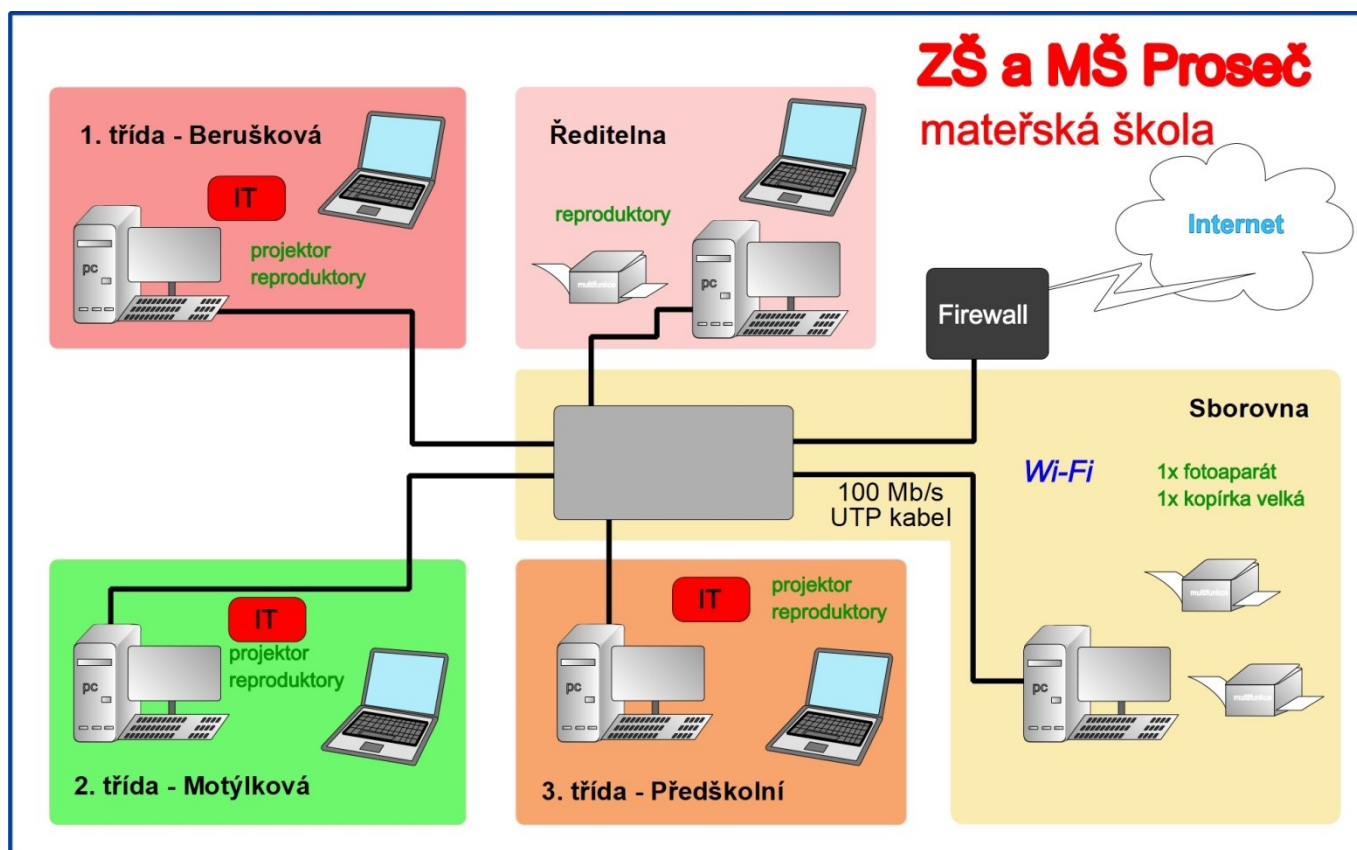 ZŠ a MŠ Proseč
mateřská škola
1. třída - Berušková
IT
projektor
reproduktory
pc
Ředitelna
reproduktory
multifunkce
pc
Internet
Firewall
Sborovna
Wi-Fi
1x fotoaparát
1x kopírka velká
100 Mb/s
UTP kabel
multifunkce
multifunkce
pc
IT
projektor
reproduktory
pc
2. třída - Motýlková
IT
projektor
reproduktory
pc
3. třída - Předškolní